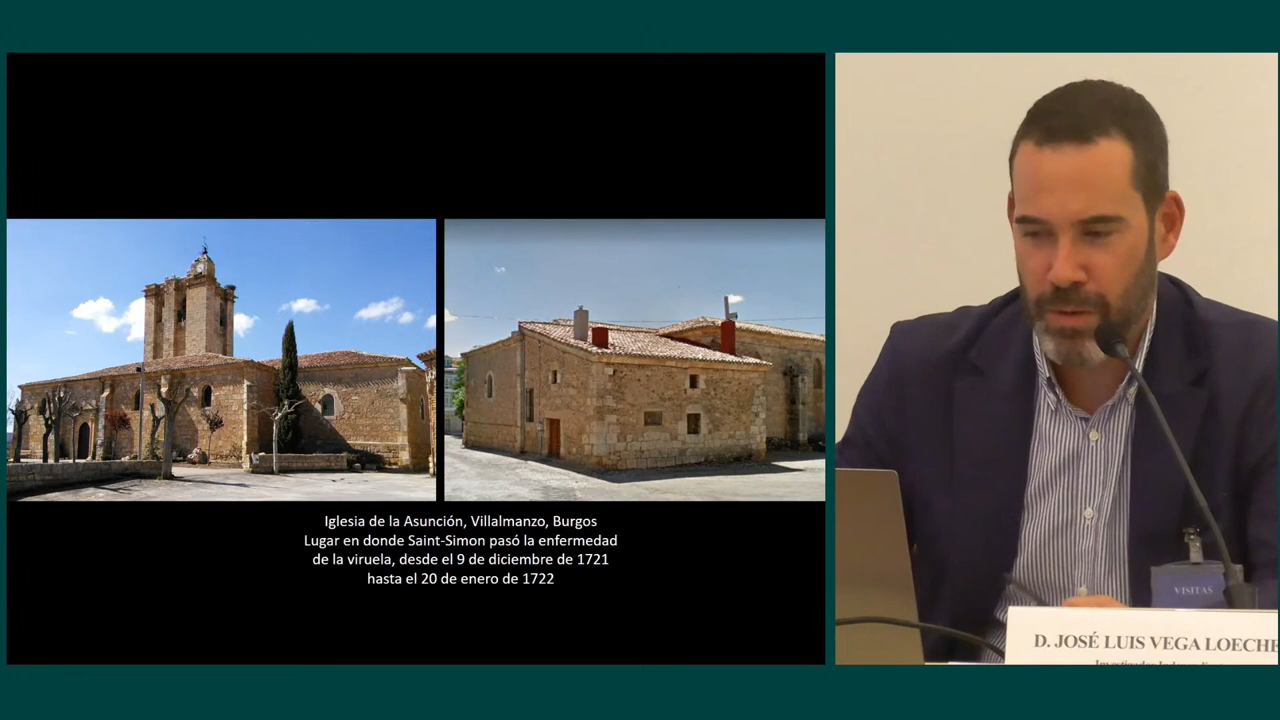 Iglesia de la Asunción, Villalmanzo, Burgos
Lugar en donde Saint-Simon pasó la enfermedad
de la viruela, desde el 9 de diciembre de 1721
hasta el 20 de enero de 1722
VISITAS
D. JOSÉ LUIS VEGA LOECHE